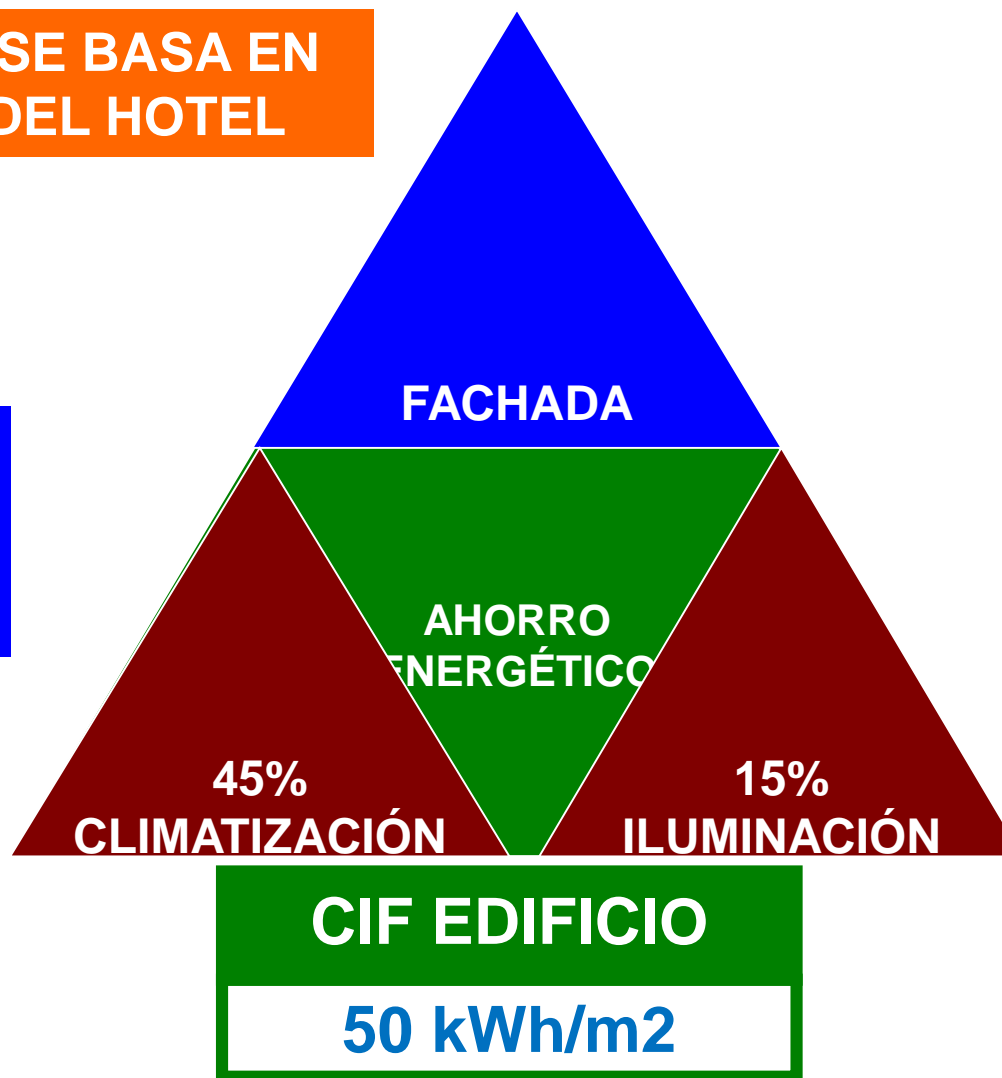 SE BASA EN
DEL HOTEL
FACHADA
AHORRO
ENERGÉTICO
45%
CLIMATIZACIÓN
15%
ILUMINACIÓN
CIF EDIFICIO
50 kWh/m2